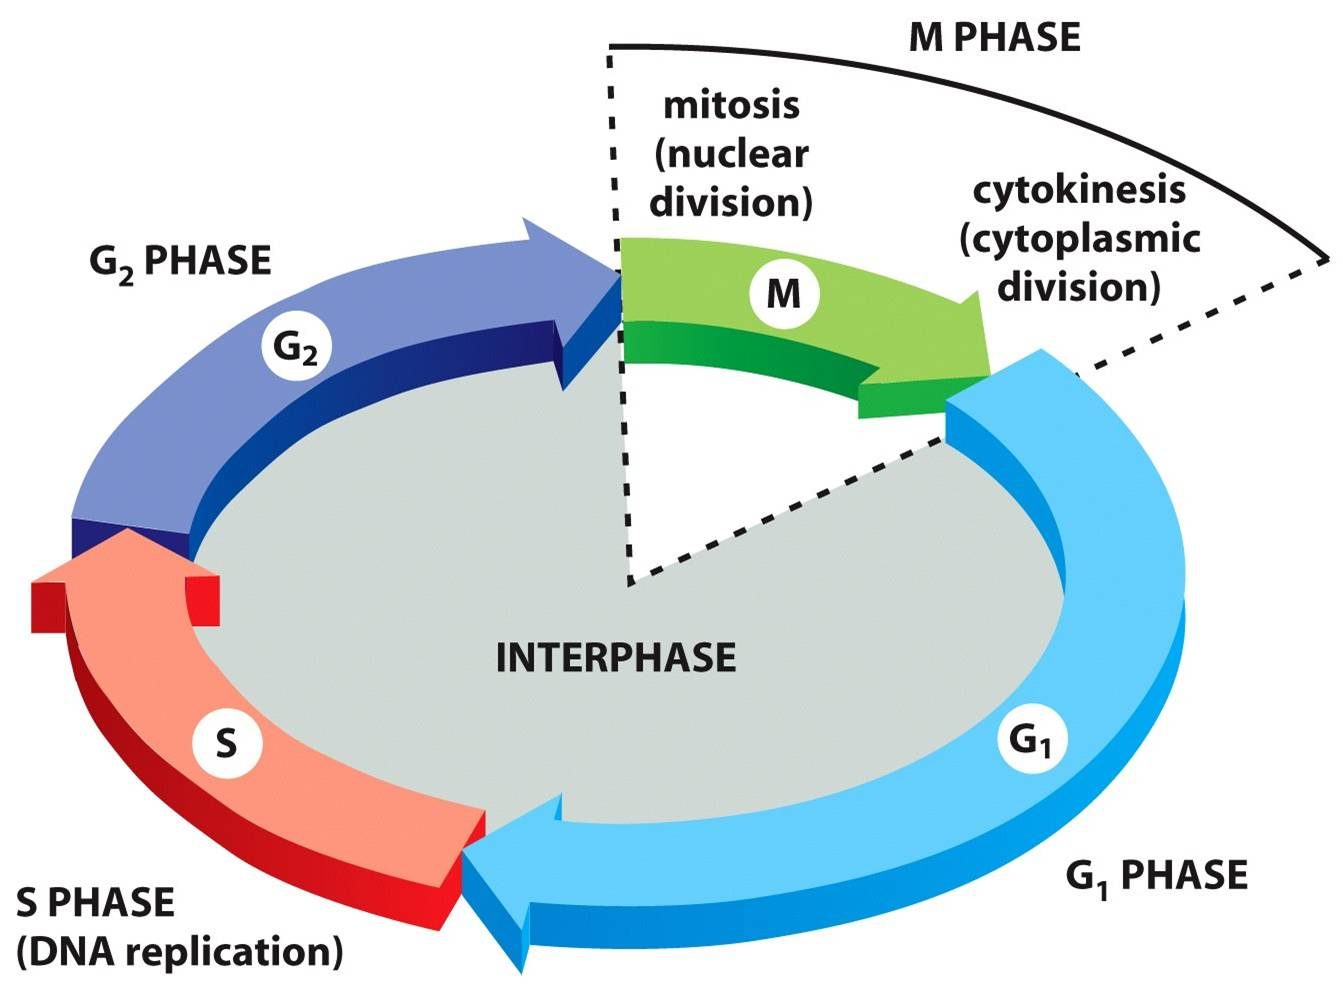 M PHASE
mitosis
(nuclear
division)
cytokinesis
(cytoplasmic
division)
G₂ PHASE
M
G₂
INTERPHASE
S
G₁
G₁ PHASE
S PHASE
(DNA replication)